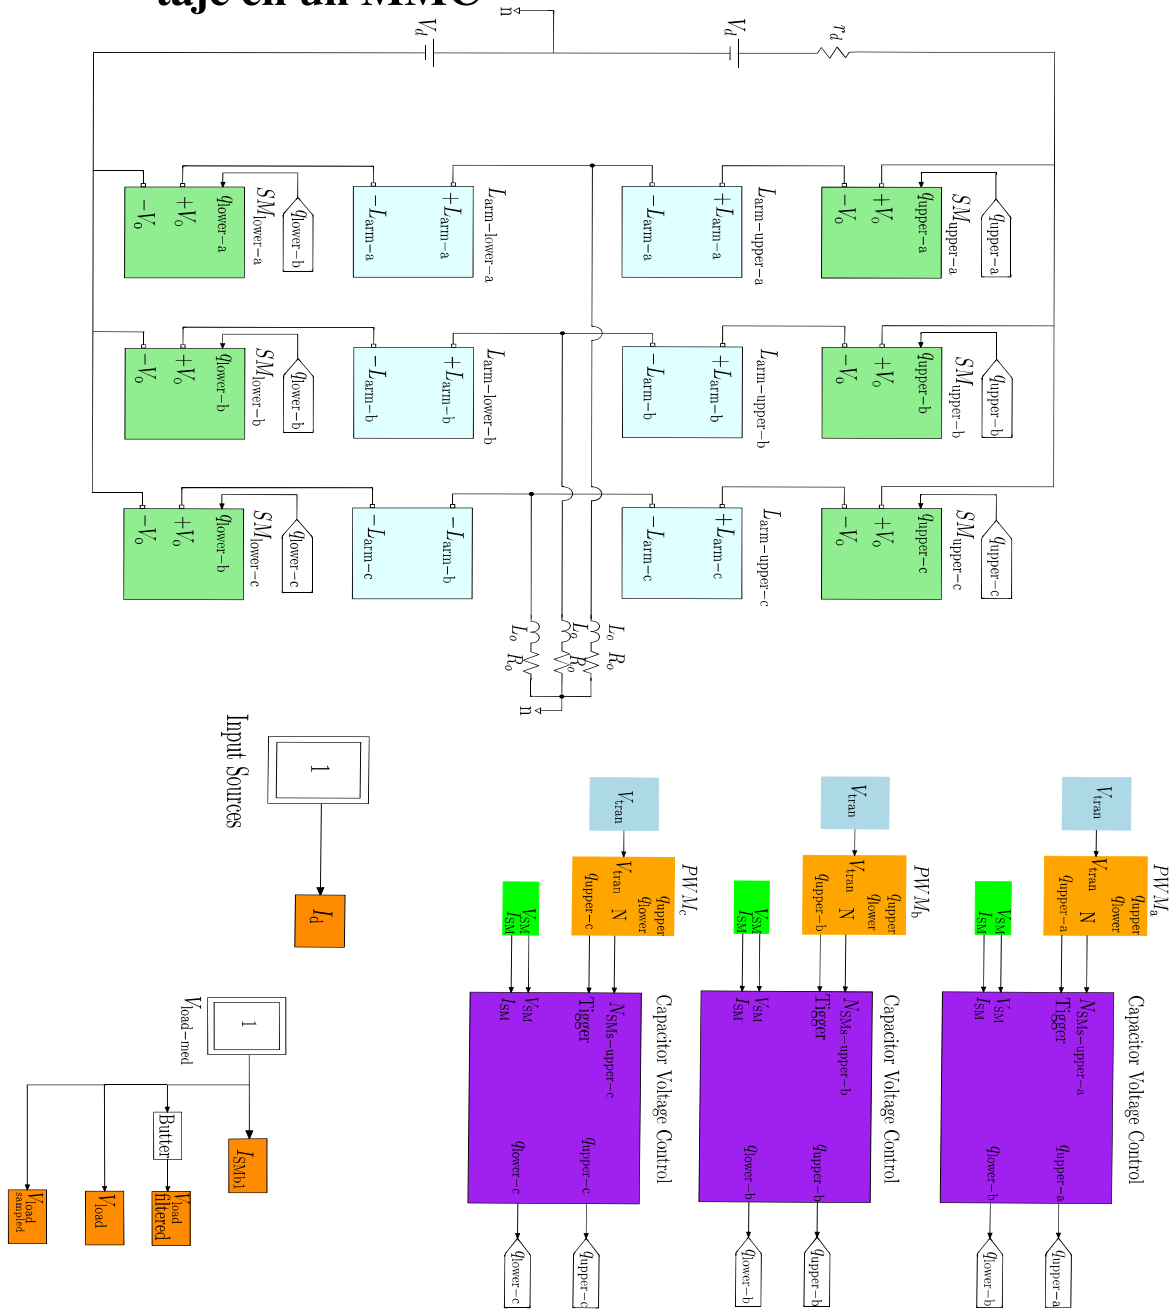 taje en un MMC
n
V_d
V_d
r_d
SM_upper−a
q_upper−a
q_upper−a
+V_o
−V_o
L_arm−upper−a
+L_arm−a
−L_arm−a
L_arm−lower−a
+L_arm−a
−L_arm−a
SM_lower−a
q_lower−b
q_lower−a
+V_o
−V_o
SM_upper−b
q_upper−b
q_upper−b
+V_o
−V_o
L_arm−upper−b
+L_arm−b
−L_arm−b
L_arm−lower−b
+L_arm−b
−L_arm−b
SM_lower−b
q_lower−b
q_lower−b
+V_o
−V_o
SM_upper−c
q_upper−c
q_upper−c
+V_o
−V_o
L_arm−upper−c
+L_arm−c
−L_arm−c
−L_arm−b
−L_arm−c
SM_lower−c
q_lower−c
q_lower−b
+V_o
−V_o
L_o R_o
L_o R_o
L_o R_o
n
V_tran
PWM_a
q_upper
q_lower
V_tran N
q_upper−a
V_SM
I_SM
Capacitor Voltage Control
N_SMs−upper−a
Tigger
V_SM
I_SM
q_upper−a
q_lower−b
q_upper−a
q_lower−b
V_tran
PWM_b
q_upper
q_lower
V_tran N
q_upper−b
V_SM
I_SM
Capacitor Voltage Control
N_SMs−upper−b
Tigger
V_SM
I_SM
q_upper−b
q_lower−b
q_upper−b
q_lower−b
V_tran
PWM_c
q_upper
q_lower
V_tran N
q_upper−c
V_SM
I_SM
Capacitor Voltage Control
N_SMs−upper−c
Tigger
V_SM
I_SM
q_upper−c
q_lower−c
q_upper−c
q_lower−c
1
Input Sources
I_d
1
V_load−med
I_SMb1
Butter
V_load
filtered
V_load
V_load
sampled